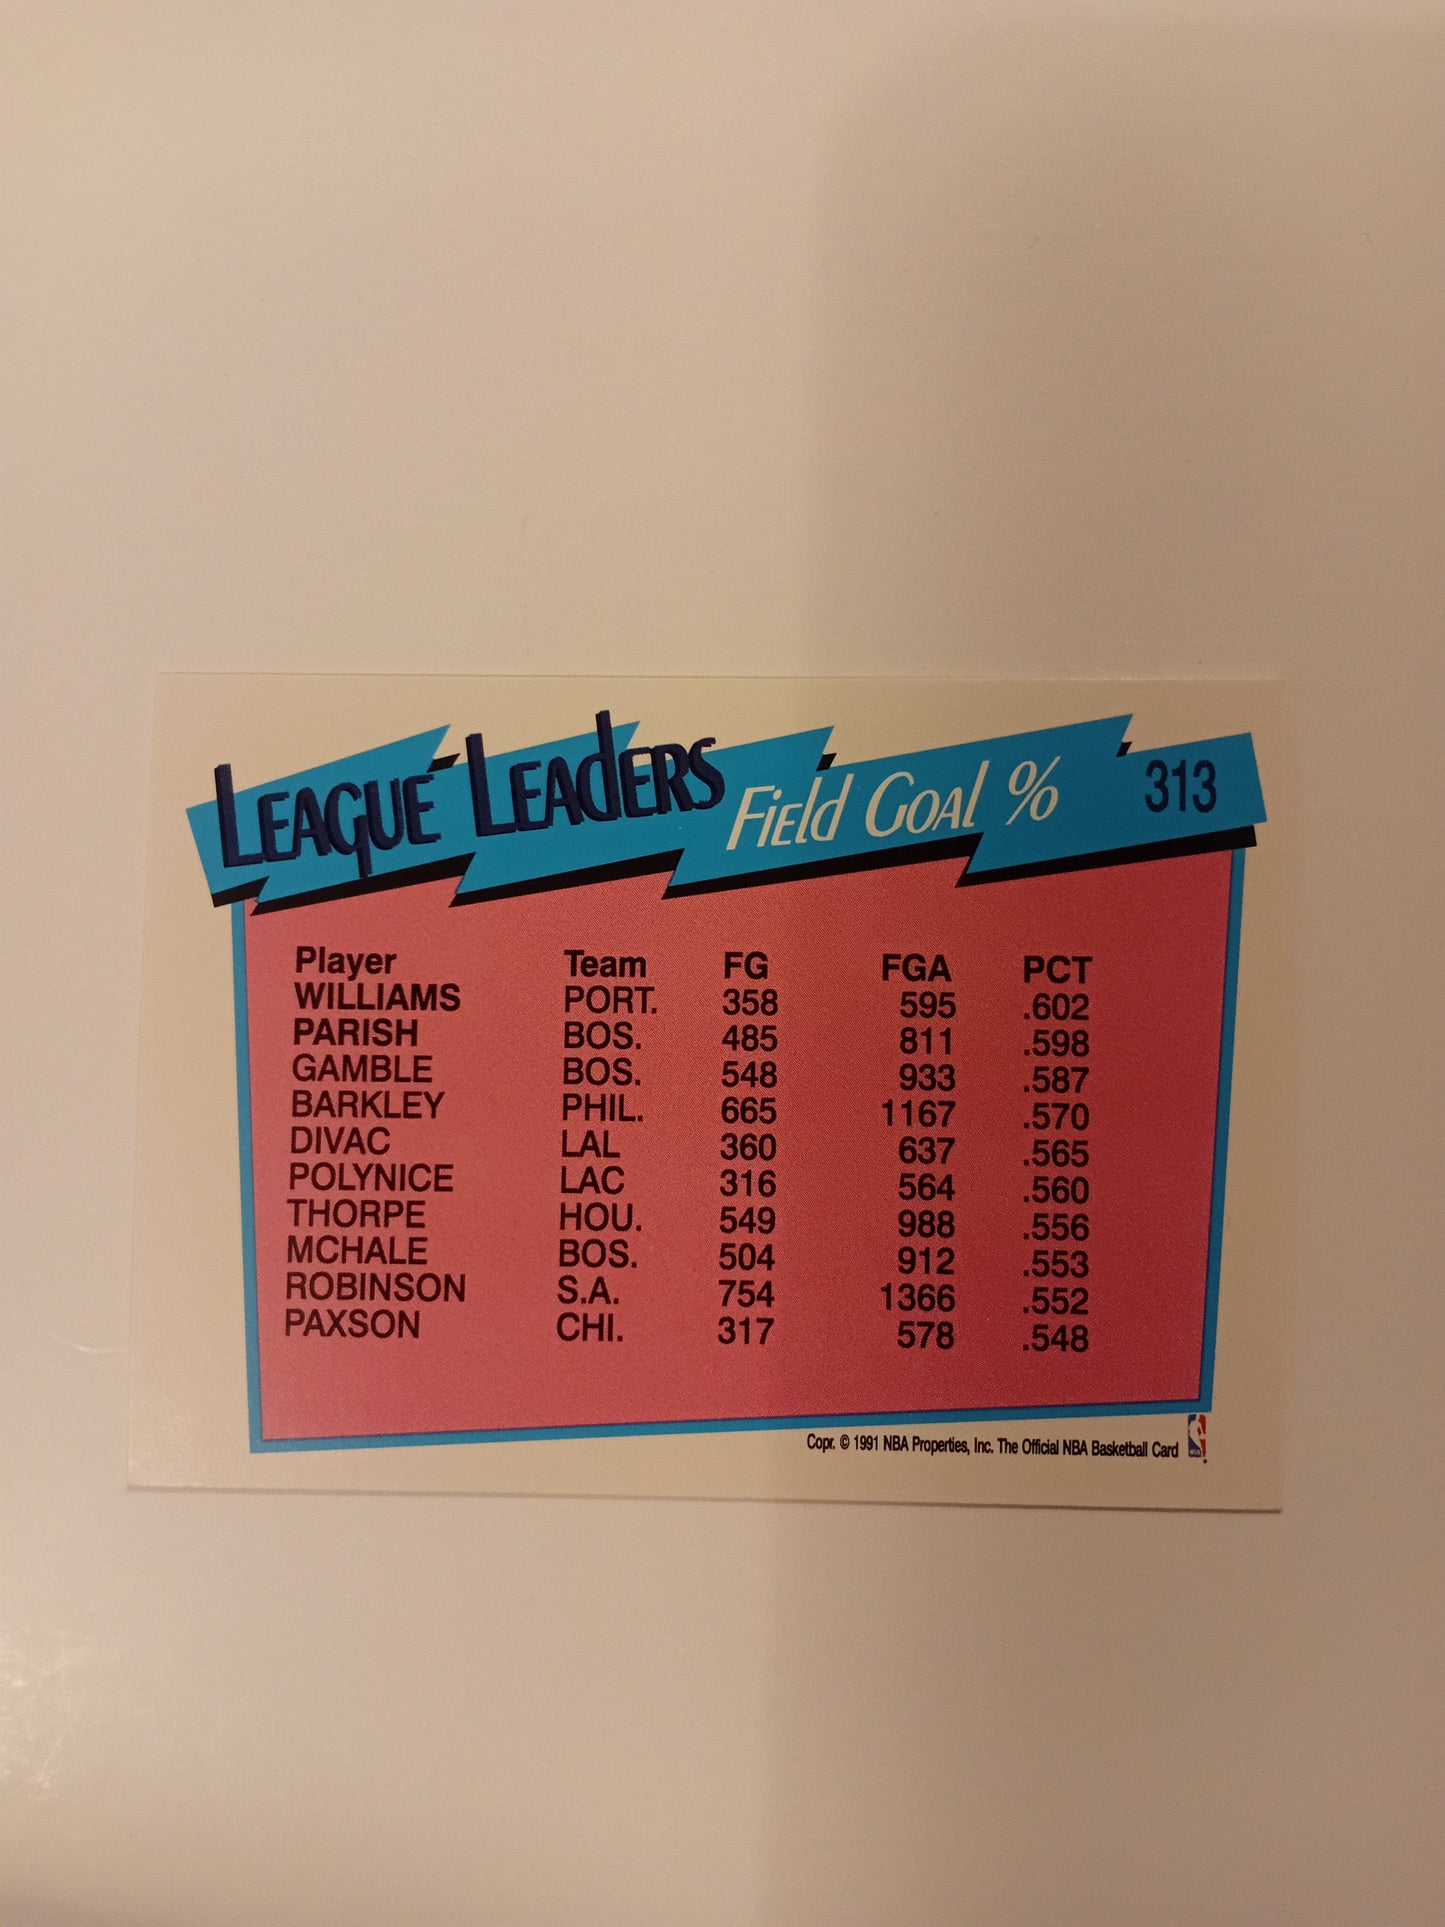 LEAGUE LEADERS Field GOAL % 313
Player Team FG FGA PCT
WILLIAMS PORT. 358 595 .602
PARISH BOS. 485 811 .598
GAMBLE BOS. 548 933 .587
BARKLEY PHIL. 665 1167 .570
DIVAC LAL 360 637 .565
POLYNICE LAC 316 564 .560
THORPE HOU. 549 988 .556
MCHALE BOS. 504 912 .553
ROBINSON S.A. 754 1366 .552
PAXSON CHI. 317 578 .548
Copr. © 1991 NBA Properties, Inc. The Official NBA Basketball Card